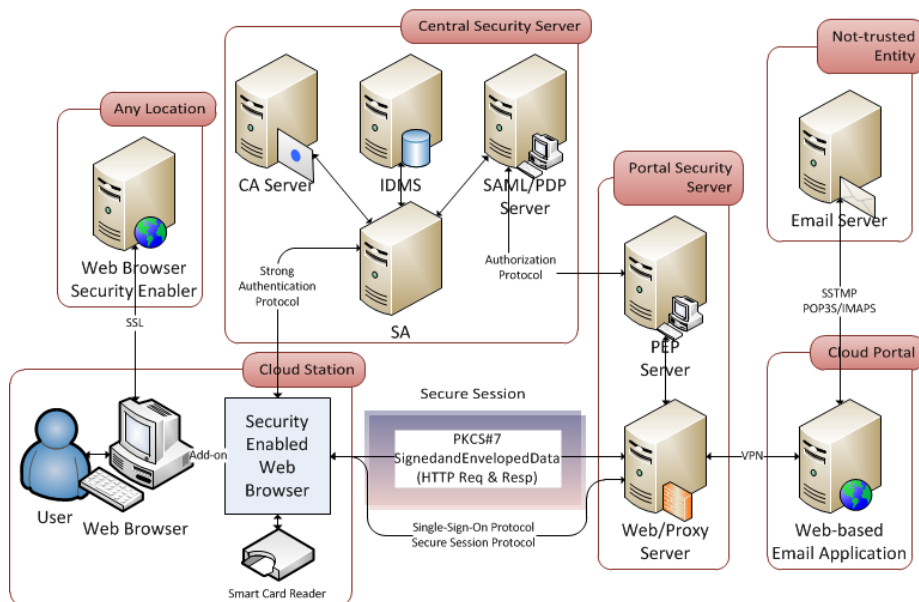 Central Security Server
Not-trusted
Entity
Any Location
CA Server
IDMS
SAML/PDP
Server
Portal Security
Server
Email Server
Web Browser
Security Enabler
Strong
Authentication
Protocol
Authorization
Protocol
SA
SSL
SSTMP
POP3S/IMAPS
PEP
Server
Cloud Station
Cloud Portal
Secure Session
Security
Enabled
Web
Browser
PKCS#7
SignedandEnvelopedData
(HTTP Req & Resp)
Add-on
VPN
User
Web Browser
Single-Sign-On Protocol
Secure Session Protocol
Web/Proxy
Server
Web-based
Email Application
Smart Card Reader